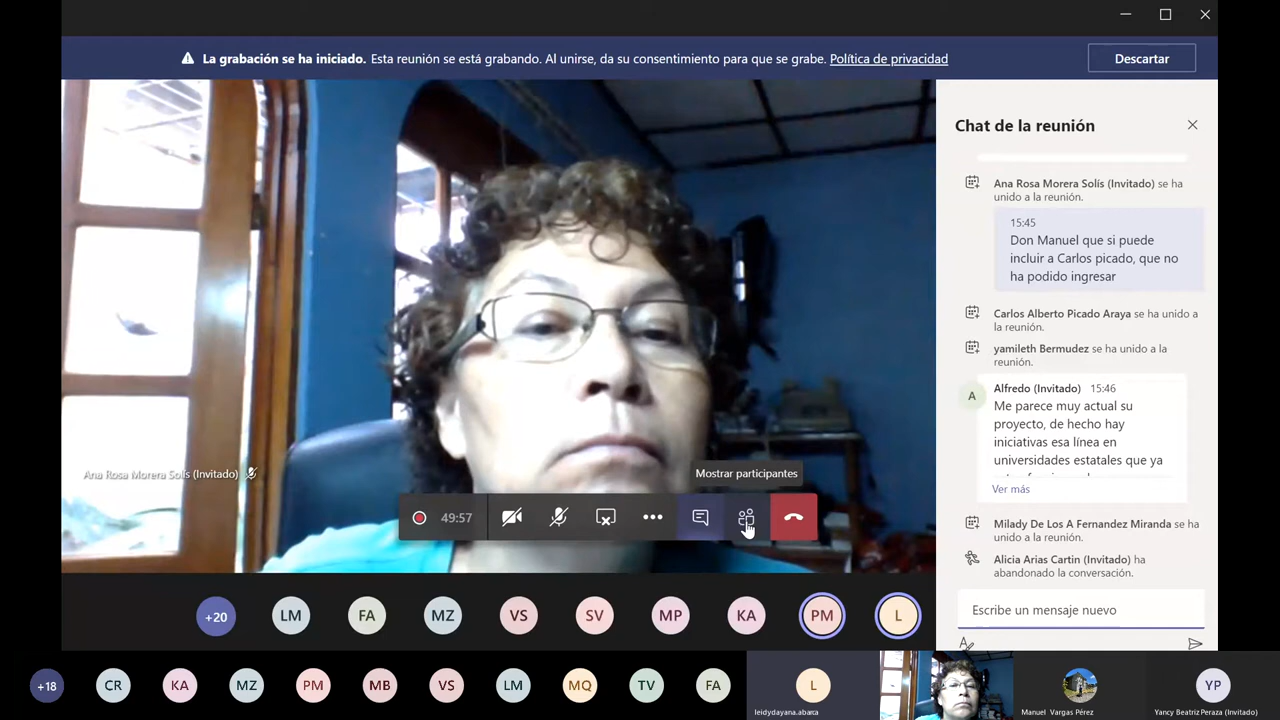 La grabación se ha iniciado. Esta reunión se está grabando. Al unirse, da su consentimiento para que se grabe. Política de privacidad
Descartar
Chat de la reunión
Ana Rosa Morera Solís (Invitado) se ha
unido a la reunión.
15:45
Don Manuel que si puede
incluir a Carlos picado, que no
ha podido ingresar
Carlos Alberto Picado Araya se ha unido a
la reunión.
yamileth Bermudez se ha unido a la
reunión.
A
Alfredo (Invitado) 15:46
Me parece muy actual su
proyecto, de hecho hay
iniciativas esa línea en
universidades estatales que ya
Ver más
Milady De Los A Fernandez Miranda se ha
unido a la reunión.
Alicia Arias Cartin (Invitado) ha
abandonado la conversación.
Escribe un mensaje nuevo
Ana Rosa Morera Solís (Invitado)
Mostrar participantes
49:57
+20 LM FA MZ VS SV MP KA PM L
+18 CR KA MZ PM MB VS LM MQ TV FA L YP
leidydayana.abarca
Manuel Vargas Pérez
Yancy Beatriz Peraza (Invitado)